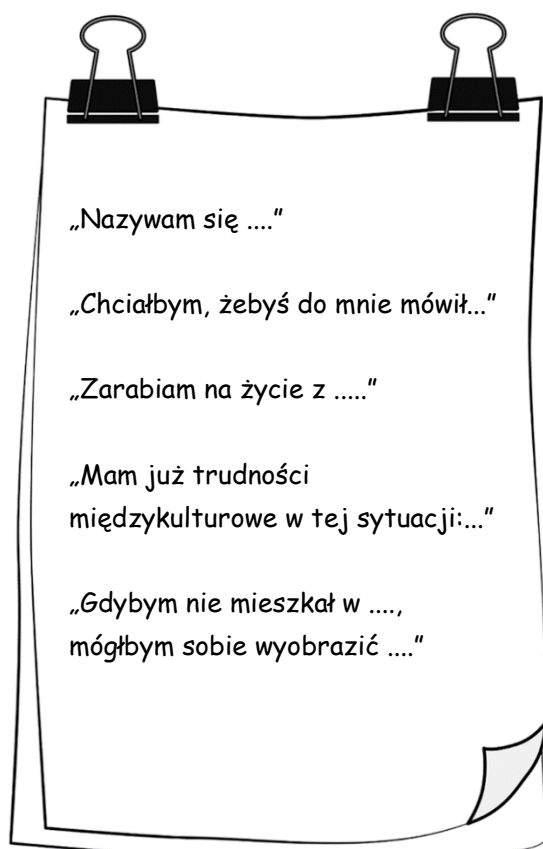 „Nazywam się ....”
„Chciałbym, żebyś do mnie mówił...”
„Zarabiam na życie z .....”
„Mam już trudności
międzykulturowe w tej sytuacji:...”
„Gdybym nie mieszkał w ....,
mógłbym sobie wyobrazić ....”